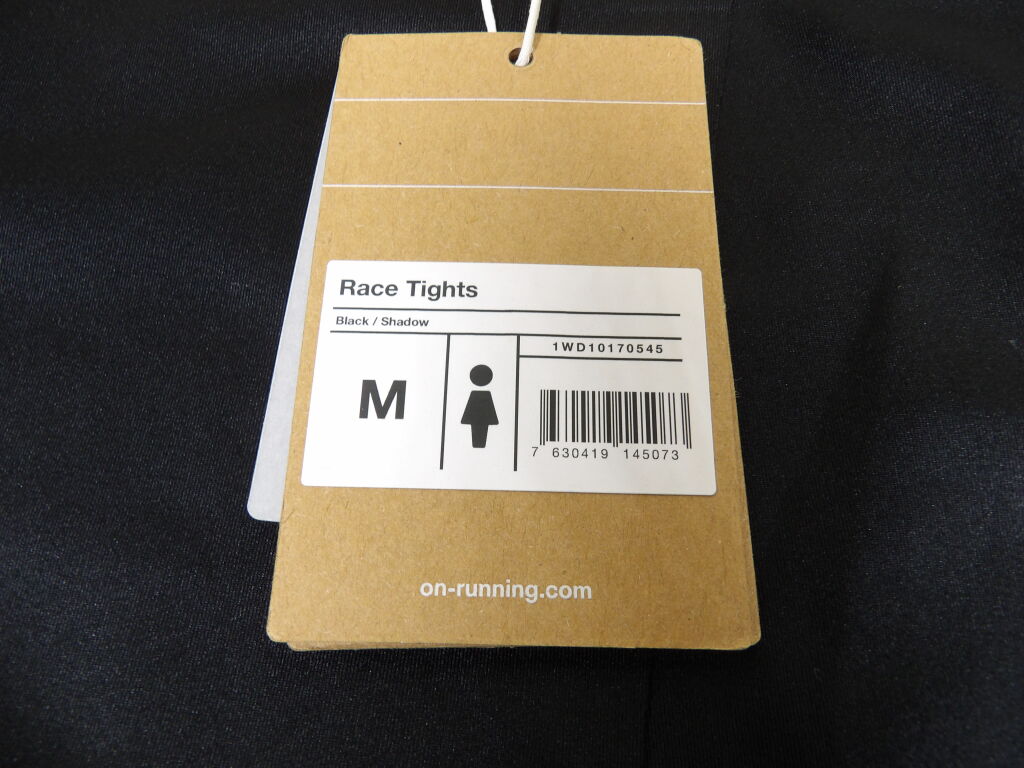 Race Tights
Black / Shadow
M
1WD10170545
7 630419 145073
on-running.com